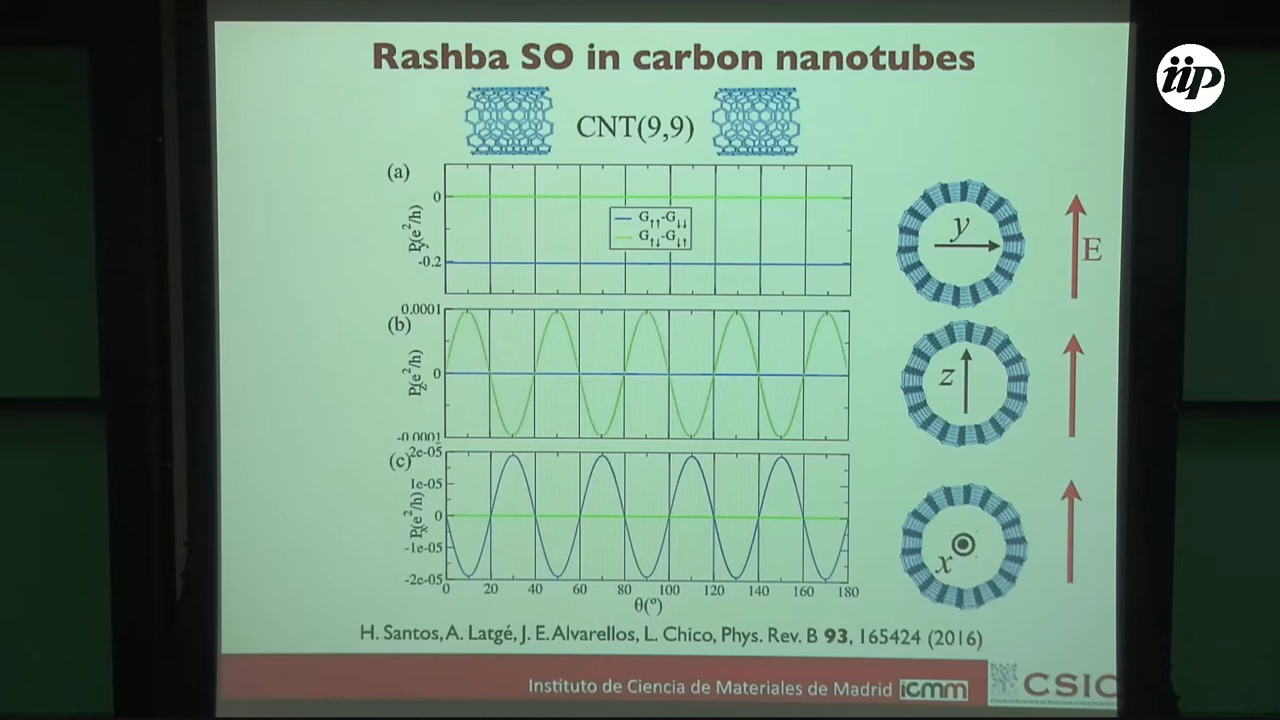 Rashba SO in carbon nanotubes
iip
CNT(9,9)
(a)
0
-0.2
P_y(e²/h)
G↑↑-G↓↓
G↑↓-G↓↑
y
E
(b)
0.0001
0
-0.0001
P_z(e²/h)
z
(c)
2e-05
1e-05
0
-1e-05
-2e-05
P_x(e²/h)
x
0 20 40 60 80 100 120 140 160 180
θ(º)
H. Santos, A. Latgé, J. E. Alvarellos, L. Chico, Phys. Rev. B 93, 165424 (2016)
Instituto de Ciencia de Materiales de Madrid icmm
CSIC